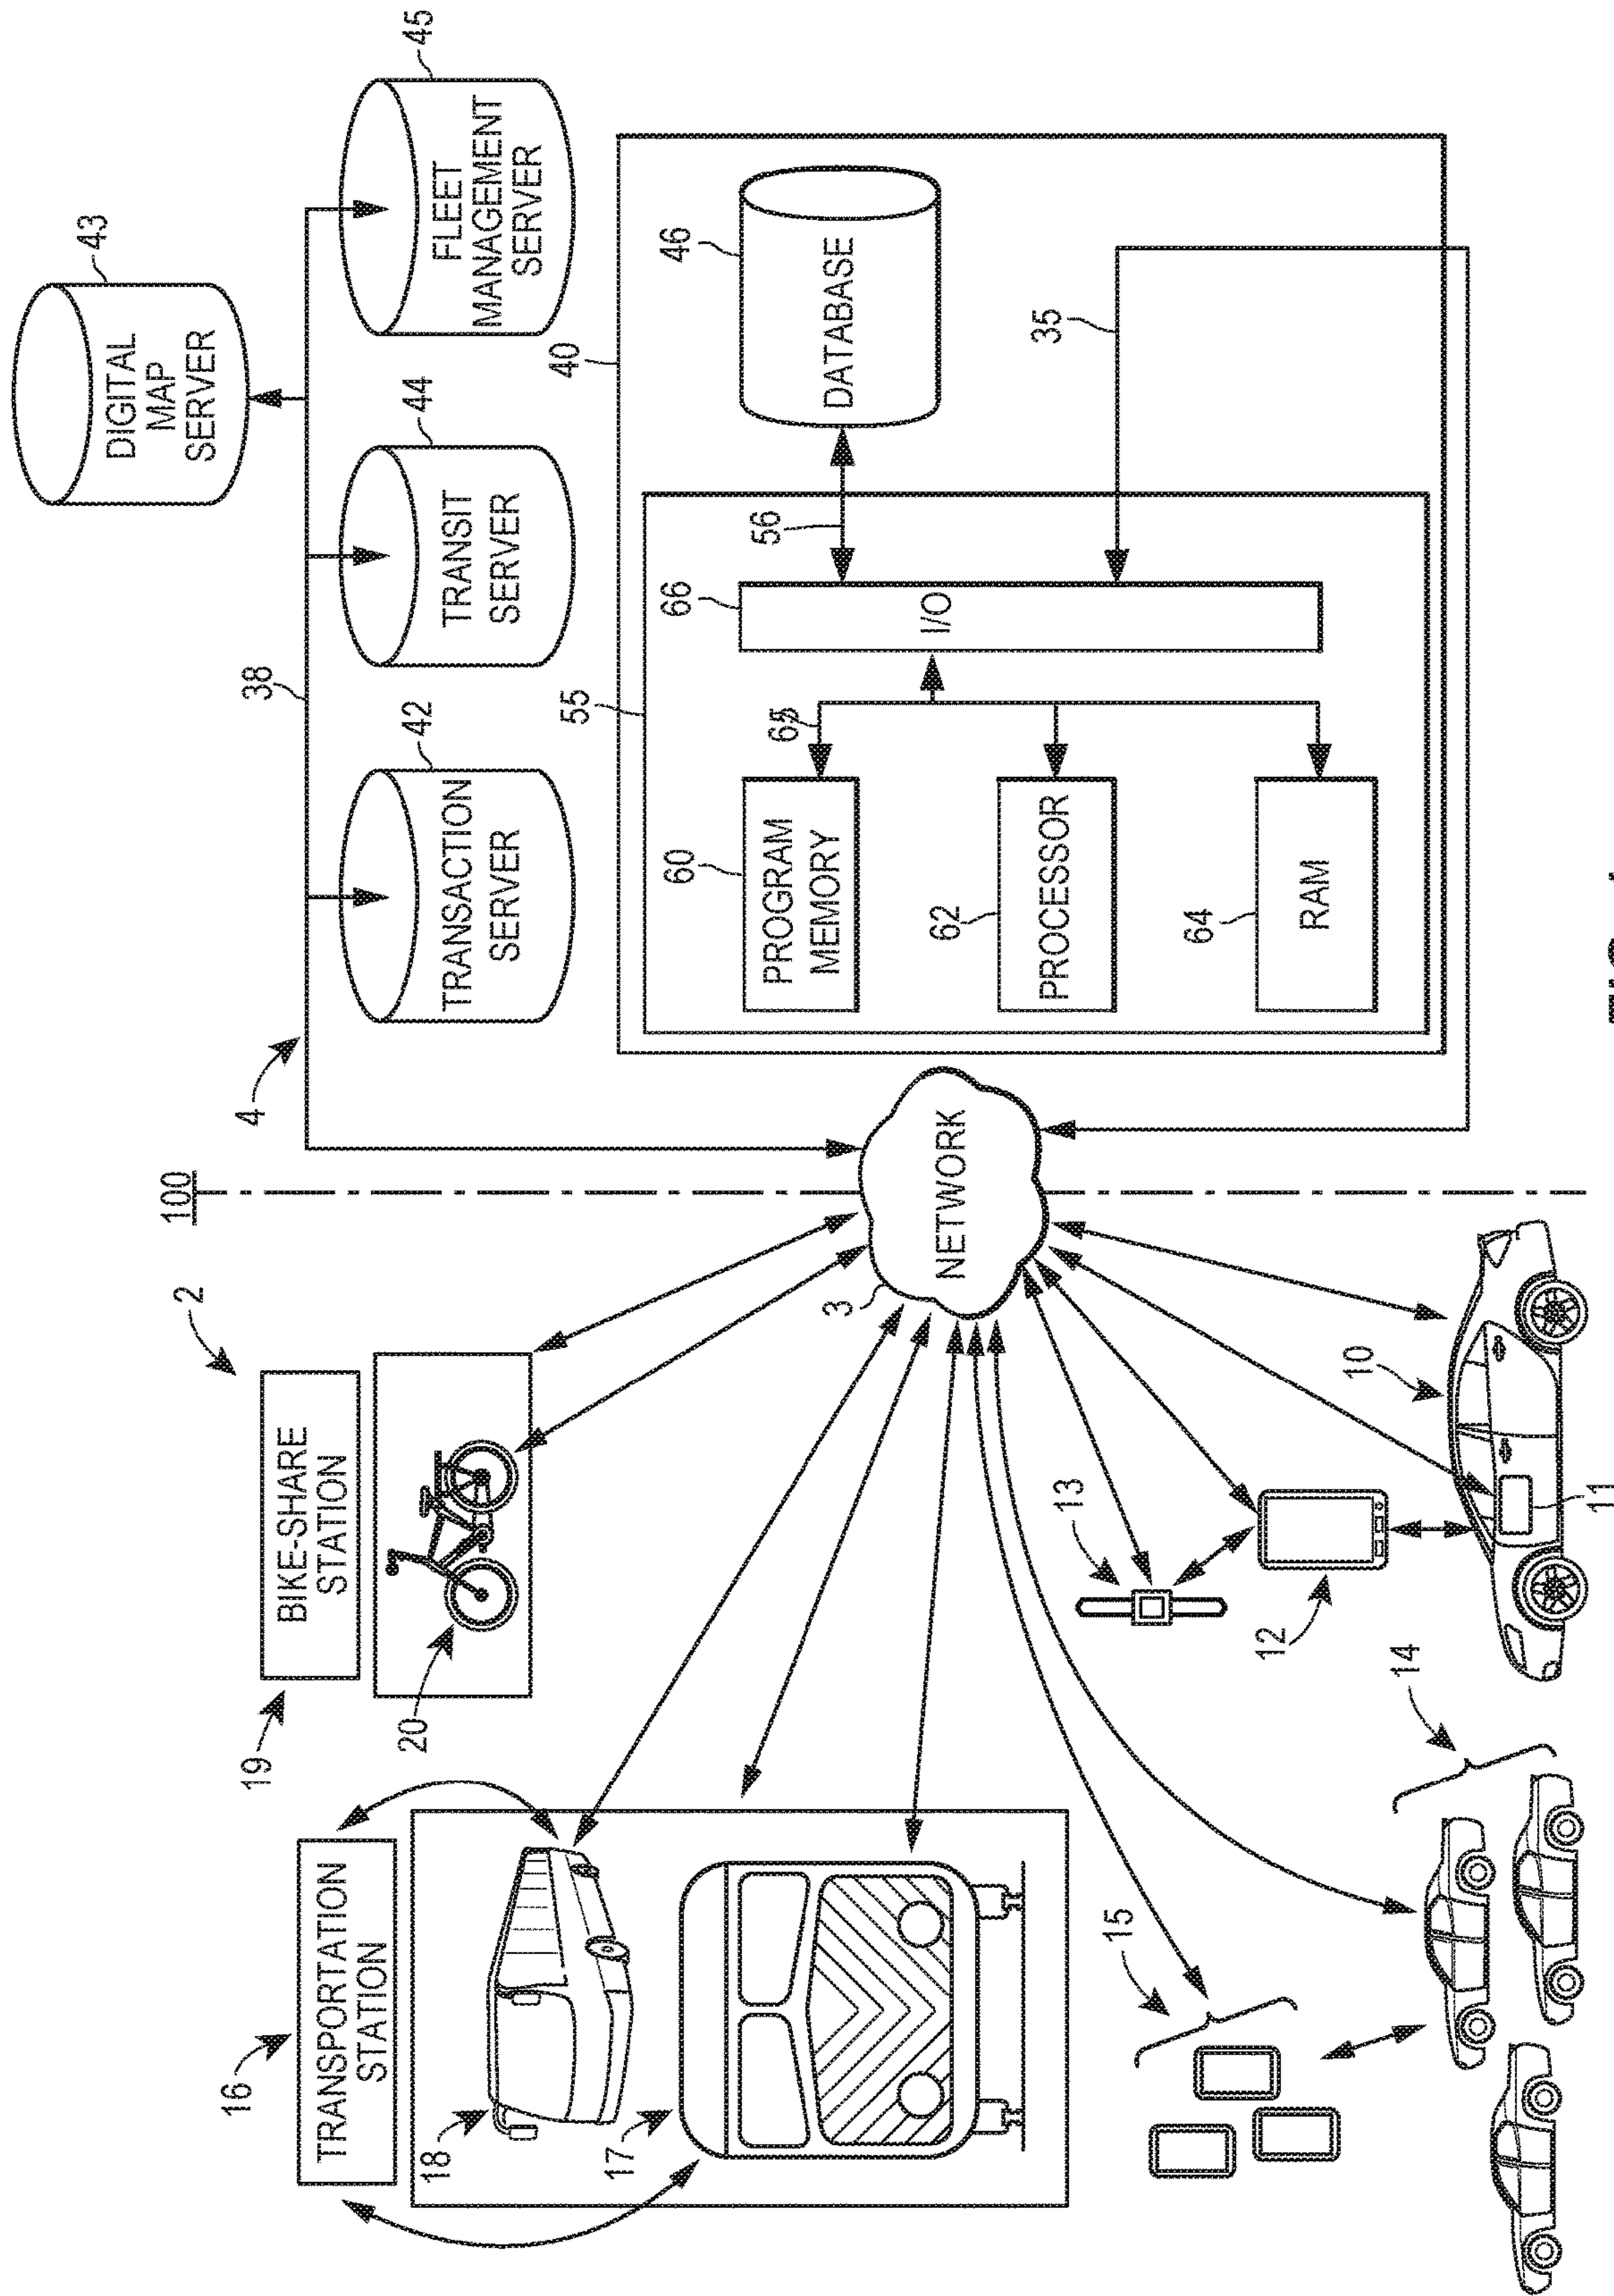 100
2
4
16
TRANSPORTATION
STATION
18
17
19
BIKE-SHARE
STATION
20
3
NETWORK
15
14
13
12
10
11
38
DIGITAL
MAP
SERVER
43
TRANSACTION
SERVER
42
TRANSIT
SERVER
44
FLEET
MANAGEMENT
SERVER
45
40
55
60
PROGRAM
MEMORY
65
66
I/O
56
46
DATABASE
62
PROCESSOR
64
RAM
35